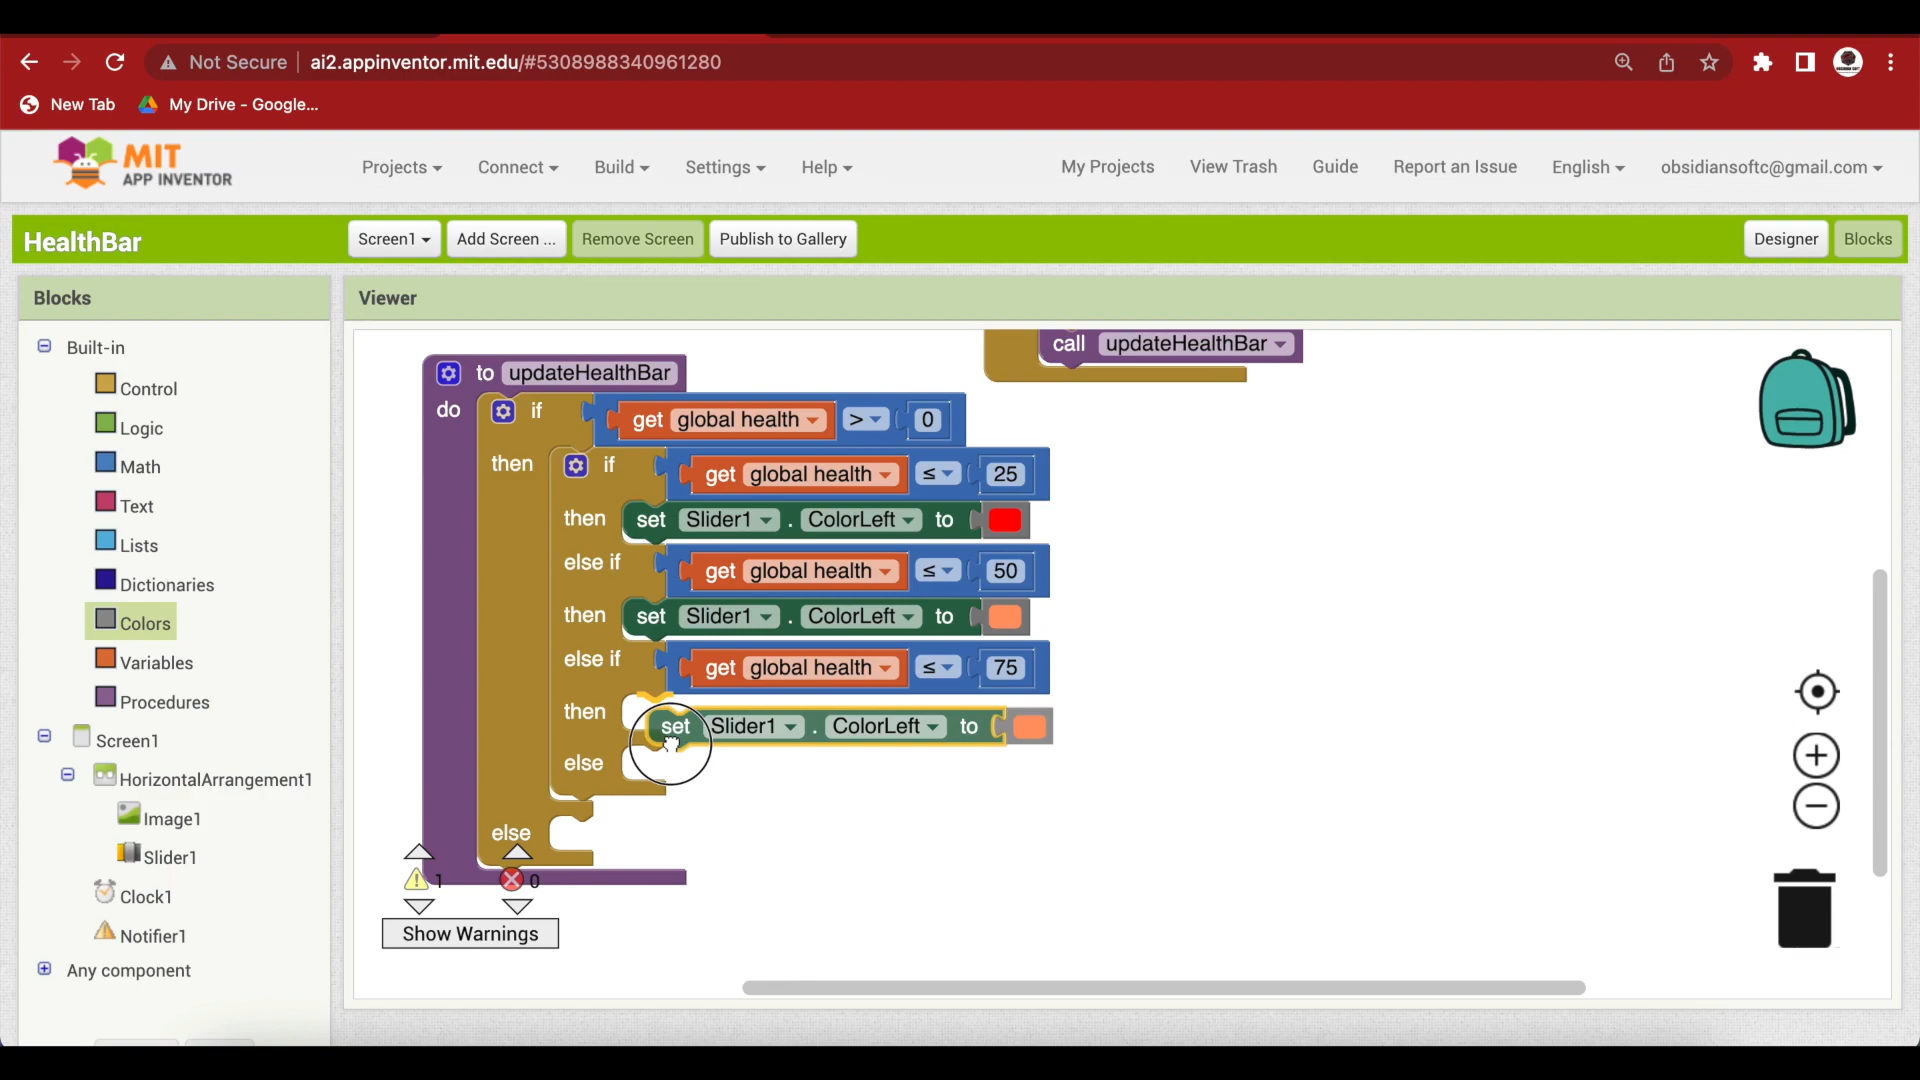 Not Secure | ai2.appinventor.mit.edu/#5308988340961280
New Tab My Drive - Google...
MIT
APP INVENTOR
Projects Connect Build Settings Help My Projects View Trash Guide Report an Issue English obsidiansoftc@gmail.com
HealthBar Screen1 Add Screen ... Remove Screen Publish to Gallery Designer Blocks
Blocks
Viewer
Built-in
Control
Logic
Math
Text
Lists
Dictionaries
Colors
Variables
Procedures
Screen1
HorizontalArrangement1
Image1
Slider1
Clock1
Notifier1
Any component
call updateHealthBar
to updateHealthBar
do if get global health > 0
then if get global health ≤ 25
then set Slider1 . ColorLeft to
else if get global health ≤ 50
then set Slider1 . ColorLeft to
else if get global health ≤ 75
then set Slider1 . ColorLeft to
else
else
1 0
Show Warnings